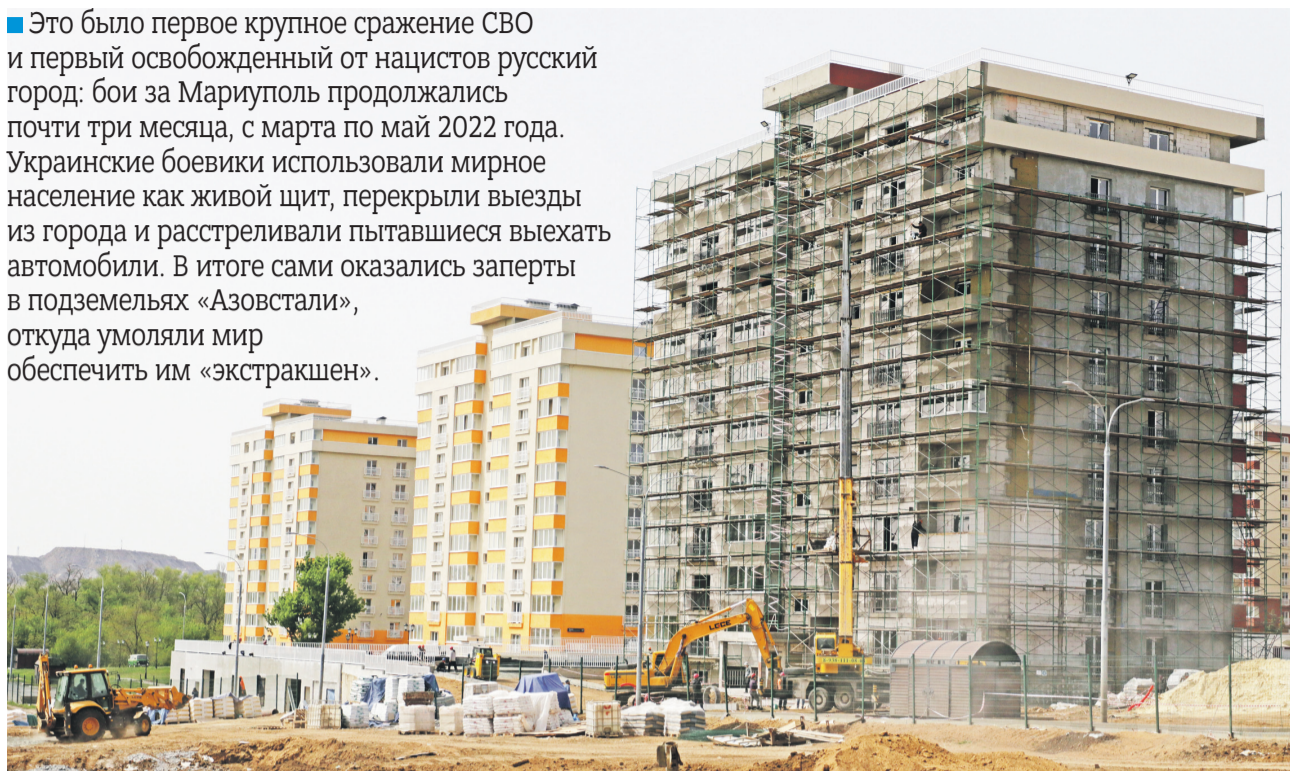 Это было первое крупное сражение СВО
и первый освобожденный от нацистов русский
город: бои за Мариуполь продолжались
почти три месяца, с марта по май 2022 года.
Украинские боевики использовали мирное
население как живой щит, перекрыли выезды
из города и расстреливали пытавшиеся выехать
автомобили. В итоге сами оказались заперты
в подземельях «Азовстали»,
откуда умоляли мир
обеспечить им «экстракшен».